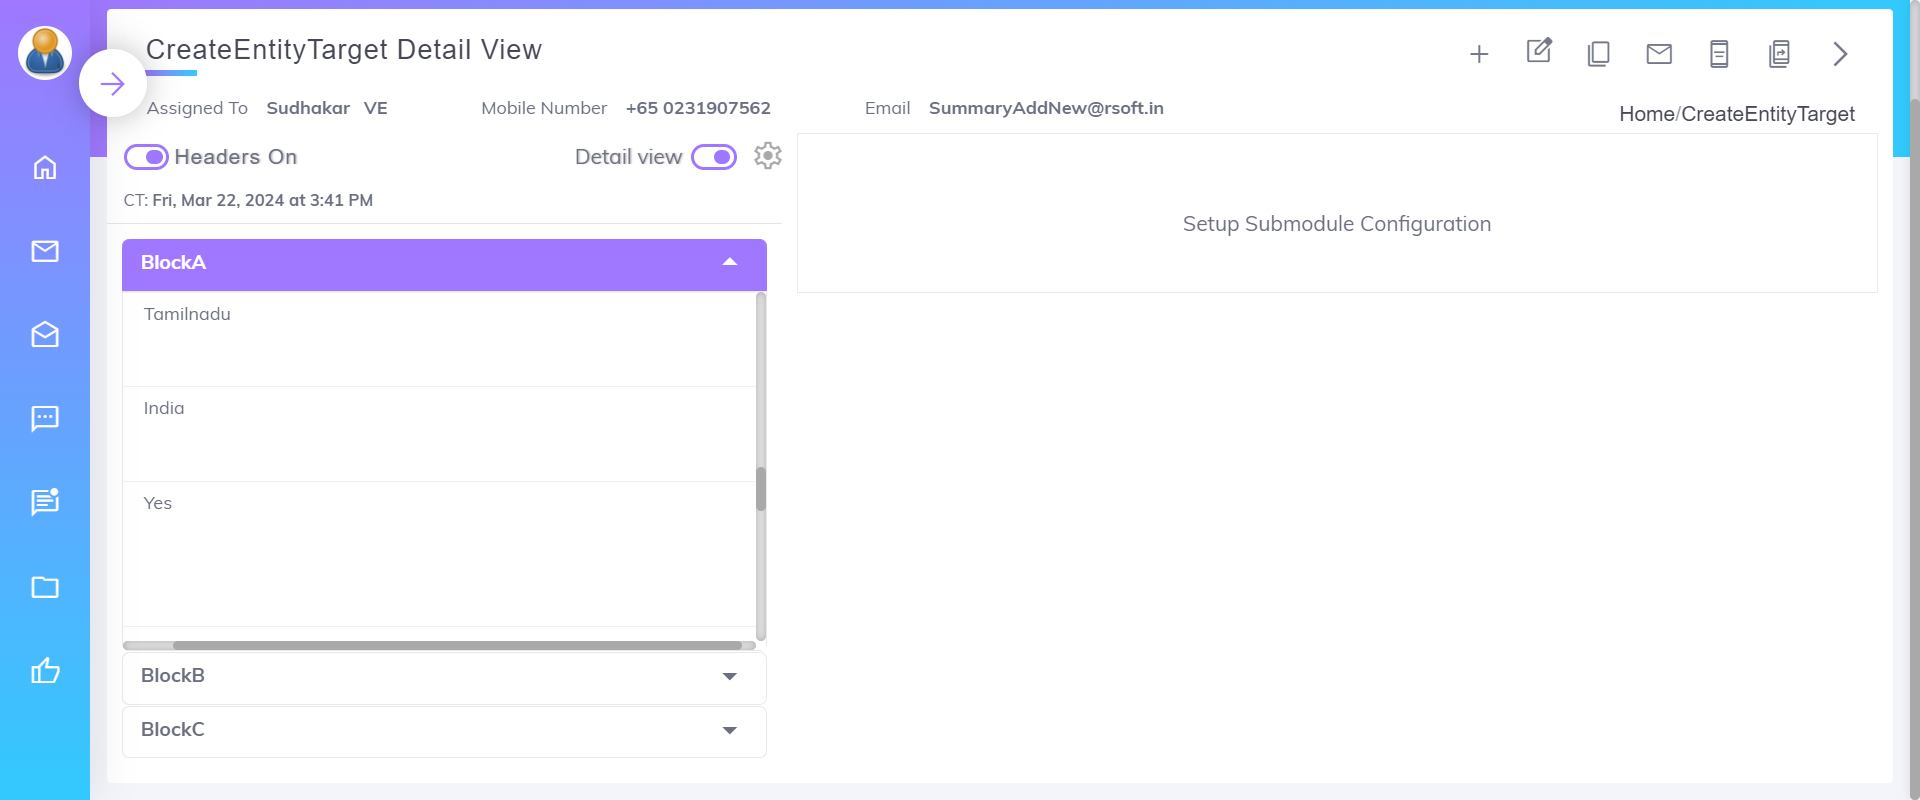 CreateEntityTarget Detail View
Assigned To Sudhakar VE Mobile Number +65 0231907562 Email SummaryAddNew@rsoft.in
Home/CreateEntityTarget
Headers On Detail view
CT: Fri, Mar 22, 2024 at 3:41 PM
Setup Submodule Configuration
BlockA
Tamilnadu
India
Yes
BlockB
BlockC